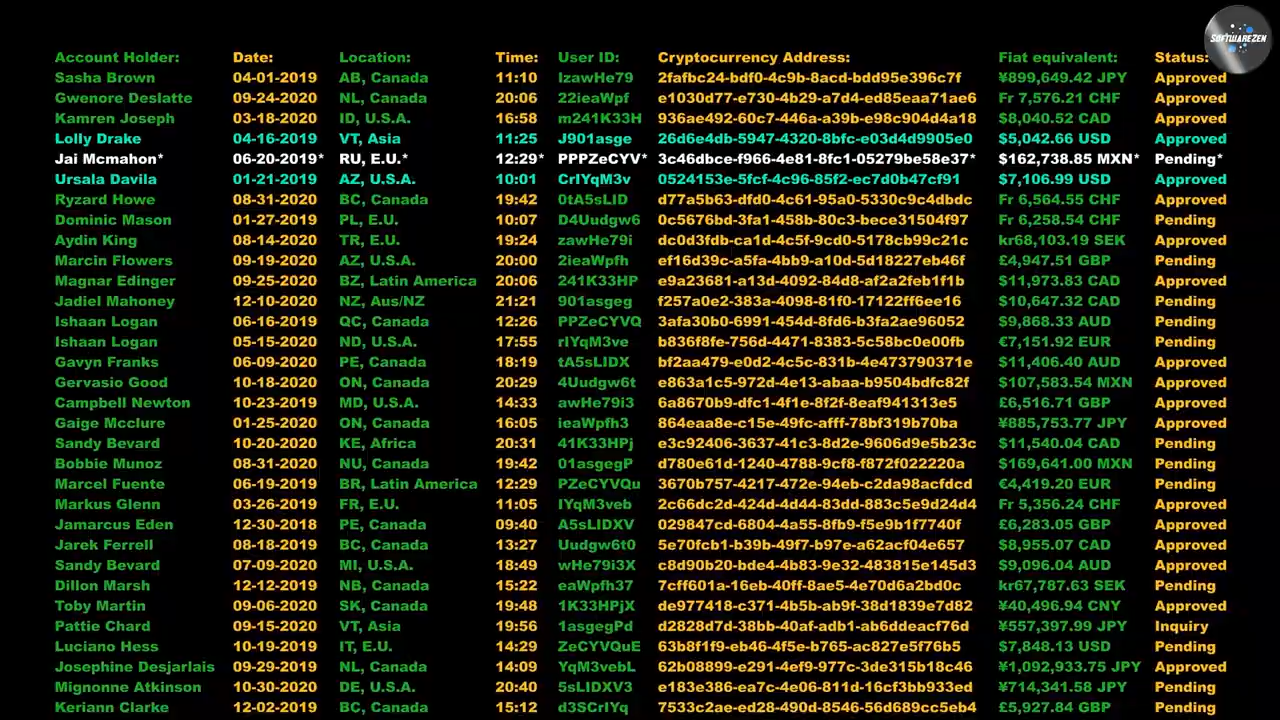 SOFTWAREZEN
Account Holder: Date: Location: Time: User ID: Cryptocurrency Address: Fiat equivalent: Status:
Sasha Brown 04-01-2019 AB, Canada 11:10 IzawHe79 2fafbc24-bdf0-4c9b-8acd-bdd95e396c7f ¥899,649.42 JPY Approved
Gwenore Deslatte 09-24-2020 NL, Canada 20:06 22ieaWpf e1030d77-e730-4b29-a7d4-ed85eaa71ae6 Fr 7,576.21 CHF Approved
Kamren Joseph 03-18-2020 ID, U.S.A. 16:58 m241K33H 936ae492-60c7-446a-a39b-e98c904d4a18 $8,040.52 CAD Approved
Lolly Drake 04-16-2019 VT, Asia 11:25 J901asge 26d6e4db-5947-4320-8bfc-e03d4d9905e0 $5,042.66 USD Approved
Jai Mcmahon* 06-20-2019* RU, E.U.* 12:29* PPPZeCYV* 3c46dbce-f966-4e81-8fc1-05279be58e37* $162,738.85 MXN* Pending*
Ursala Davila 01-21-2019 AZ, U.S.A. 10:01 CrIYqM3v 0524153e-5fcf-4c96-85f2-ec7d0b47cf91 $7,106.99 USD Approved
Ryzard Howe 08-31-2020 BC, Canada 19:42 0tA5sLID d77a5b63-dfd0-4c61-95a0-5330c9c4dbdc Fr 6,564.55 CHF Approved
Dominic Mason 01-27-2019 PL, E.U. 10:07 D4Uudgw6 0c5676bd-3fa1-458b-80c3-bece31504f97 Fr 6,258.54 CHF Pending
Aydin King 08-14-2020 TR, E.U. 19:24 zawHe79i dc0d3fdb-ca1d-4c5f-9cd0-5178cb99c21c kr68,103.19 SEK Approved
Marcin Flowers 09-19-2020 AZ, U.S.A. 20:00 2ieaWpfh ef16d39c-a5fa-4bb9-a10d-5d18227eb46f £4,947.51 GBP Pending
Magnar Edinger 09-25-2020 BZ, Latin America 20:06 241K33HP e9a23681-a13d-4092-84d8-af2a2feb1f1b $11,973.83 CAD Approved
Jadiel Mahoney 12-10-2020 NZ, Aus/NZ 21:21 901asgeg f257a0e2-383a-4098-81f0-17122ff6ee16 $10,647.32 CAD Pending
Ishaan Logan 06-16-2019 QC, Canada 12:26 PPZeCYVQ 3afa30b0-6991-454d-8fd6-b3fa2ae96052 $9,868.33 AUD Pending
Ishaan Logan 05-15-2020 ND, U.S.A. 17:55 rIYqM3ve b836f8fe-756d-4471-8383-5c58bc0e00fb €7,151.92 EUR Pending
Gavyn Franks 06-09-2020 PE, Canada 18:19 tA5sLIDX bf2aa479-e0d2-4c5c-831b-4e473790371e $11,406.40 AUD Approved
Gervasio Good 10-18-2020 ON, Canada 20:29 4Uudgw6t e863a1c5-972d-4e13-abaa-b9504bdfc82f $107,583.54 MXN Approved
Campbell Newton 10-23-2019 MD, U.S.A. 14:33 awHe79i3 6a8670b9-dfc1-4f1e-8f2f-8eaf941313e5 £6,516.71 GBP Approved
Gaige Mcclure 01-25-2020 ON, Canada 16:05 ieaWpfh3 864eaa8e-c15e-49fc-afff-78bf319b70ba ¥885,753.77 JPY Approved
Sandy Bevard 10-20-2020 KE, Africa 20:31 41K33HPj e3c92406-3637-41c3-8d2e-9606d9e5b23c $11,540.04 CAD Pending
Bobbie Munoz 08-31-2020 NU, Canada 19:42 01asgegP d780e61d-1240-4788-9cf8-f872f022220a $169,641.00 MXN Pending
Marcel Fuente 06-19-2019 BR, Latin America 12:29 PZeCYVQu 3670b757-4217-472e-94eb-c2da98acfdcd €4,419.20 EUR Pending
Markus Glenn 03-26-2019 FR, E.U. 11:05 IYqM3veb 2c66dc2d-424d-4d44-83dd-883c5e9d24d4 Fr 5,356.24 CHF Approved
Jamarcus Eden 12-30-2018 PE, Canada 09:40 A5sLIDXV 029847cd-6804-4a55-8fb9-f5e9b1f7740f £6,283.05 GBP Approved
Jarek Ferrell 08-18-2019 BC, Canada 13:27 Uudgw6t0 5e70fcb1-b39b-49f7-b97e-a62acf04e657 $8,955.07 CAD Approved
Sandy Bevard 07-09-2020 MI, U.S.A. 18:49 wHe79i3X c8d90b20-bde4-4b83-9e32-483815e145d3 $9,096.04 AUD Approved
Dillon Marsh 12-12-2019 NB, Canada 15:22 eaWpfh37 7cff601a-16eb-40ff-8ae5-4e70d6a2bd0c kr67,787.63 SEK Pending
Toby Martin 09-06-2020 SK, Canada 19:48 1K33HPjX de977418-c371-4b5b-ab9f-38d1839e7d82 ¥40,496.94 CNY Approved
Pattie Chard 09-15-2020 VT, Asia 19:56 1asgegPd d2828d7d-38bb-40af-adb1-ab6ddeacf76d ¥557,397.99 JPY Inquiry
Luciano Hess 10-19-2019 IT, E.U. 14:29 ZeCYVQuE 63b8f1f9-eb46-4f5e-b765-ac827e5f76b5 $7,848.13 USD Pending
Josephine Desjarlais 09-29-2019 NL, Canada 14:09 YqM3vebL 62b08899-e291-4ef9-977c-3de315b18c46 ¥1,092,933.75 JPY Approved
Mignonne Atkinson 10-30-2020 DE, U.S.A. 20:40 5sLIDXV3 e183e386-ea7c-4e06-811d-16cf3bb933ed ¥714,341.58 JPY Pending
Keriann Clarke 12-02-2019 BC, Canada 15:12 d3SCrIYq 7533c2ae-ed28-490d-8546-56d689cc5eb4 £5,927.84 GBP Pending